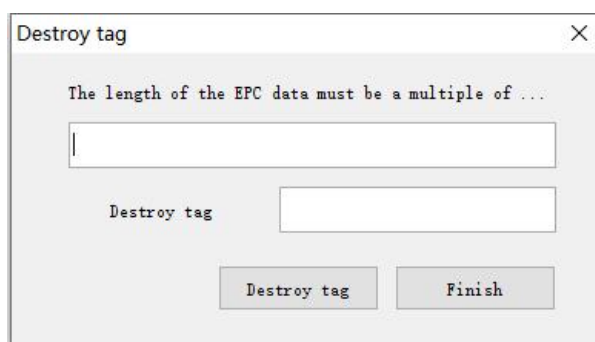 Destroy tag
The length of the EPC data must be a multiple of ...
Destroy tag
Destroy tag Finish